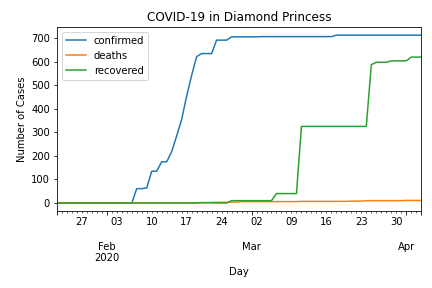 COVID-19 in Diamond Princess
confirmed
deaths
recovered
Number of Cases
700
600
500
400
300
200
100
0
27 03 10 17 24 02 09 16 23 30
Feb Mar Apr
2020
Day